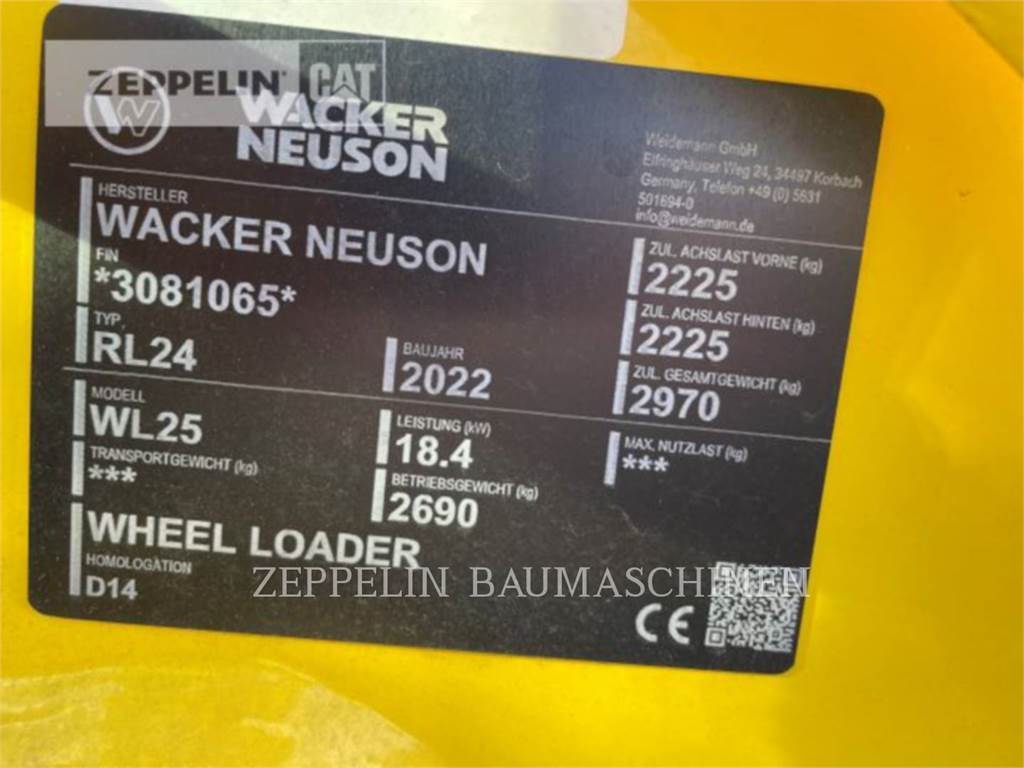 ZEPPELIN CAT
W
WACKER
NEUSON
Weidemann GmbH
Elfringhäuser Weg 24, 34497 Korbach
Germany, Telefon +49 (0) 5631
501694-0
info@weidemann.de
HERSTELLER
WACKER NEUSON
FIN
*3081065*
TYP.
RL24
BAUJAHR
2022
ZUL. ACHSLAST VORNE (kg)
2225
ZUL. ACHSLAST HINTEN (kg)
2225
ZUL. GESAMTGEWICHT (kg)
2970
MODELL
WL25
LEISTUNG (kW)
18.4
MAX. NUTZLAST (kg)
***
TRANSPORTGEWICHT (kg)
***
BETRIEBSGEWICHT (kg)
2690
WHEEL LOADER
HOMOLOGATION
D14
ZEPPELIN BAUMASCHINEN
CE